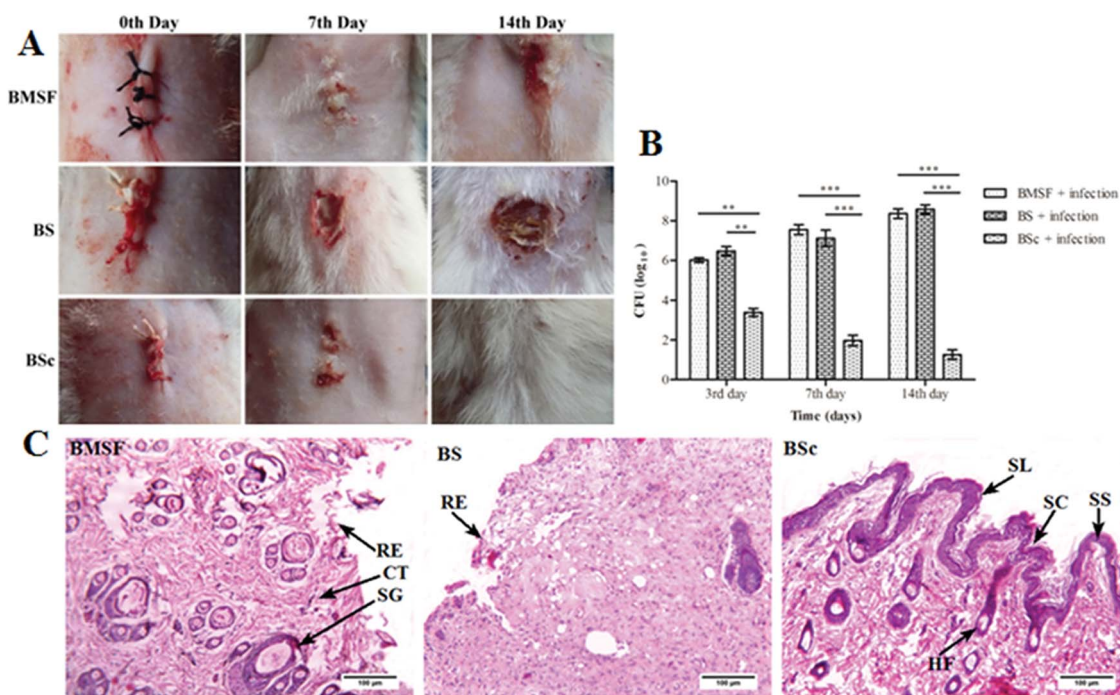 A
0th Day 7th Day 14th Day
BMSF
BS
BSc
B
10
8
6
4
2
0
CFU (log10)
** ** *** *** *** ***
3rd day 7th day 14th day
Time (days)
BMSF + infection
BS + infection
BSc + infection
C
BMSF
RE
CT
SG
100 µm
BS
RE
100 µm
BSc
SL
SC
SS
HF
100 µm